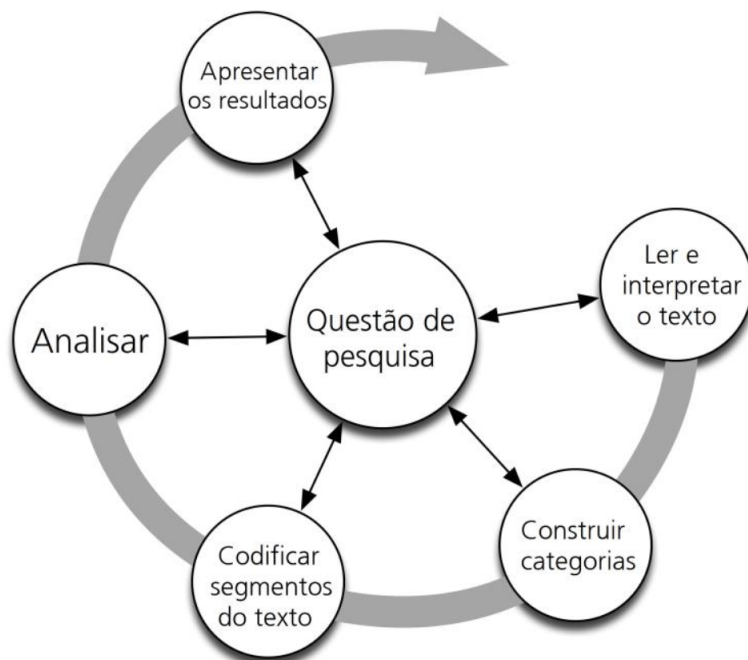 Apresentar
os resultados
Ler e
interpretar
o texto
Questão de
pesquisa
Analisar
Construir
categorias
Codificar
segmentos
do texto